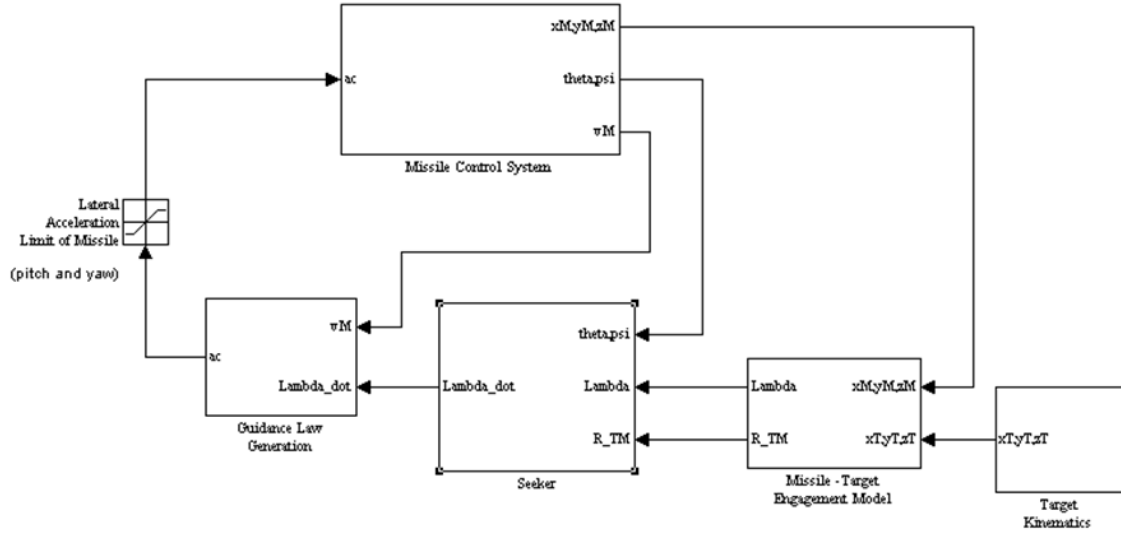 xM,yM,zM
ac
theta,psi
vM
Missile Control System
Lateral
Acceleration
Limit of Missile
(pitch and yaw)
vM
ac
Lambda_dot
Guidance Law
Generation
theta,psi
Lambda_dot
Lambda
R_TM
Seeker
Lambda
xM,yM,zM
R_TM
xT,yT,zT
Missile - Target
Engagement Model
xT,yT,zT
Target
Kinematics